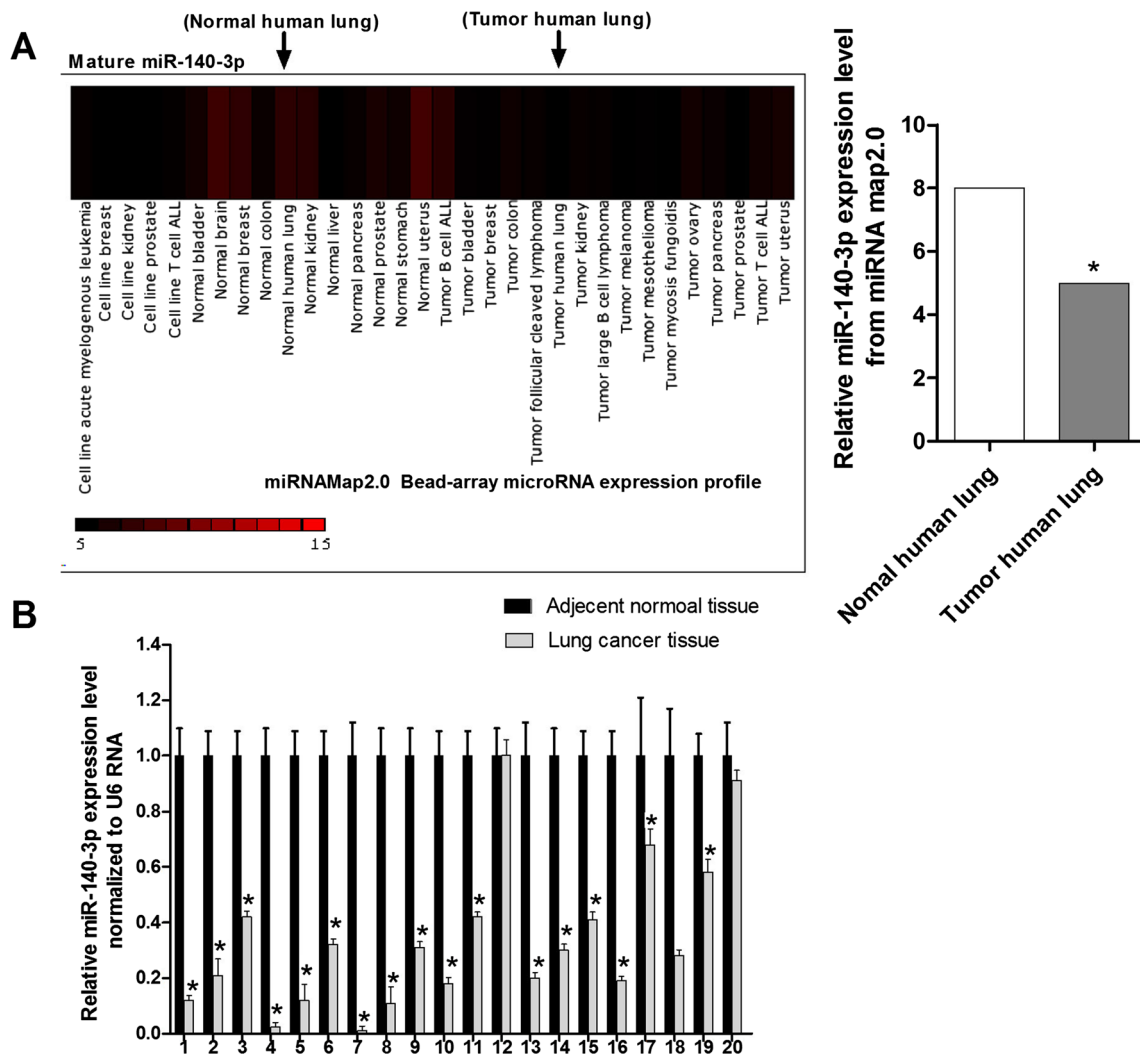 A
(Normal human lung)
(Tumor human lung)
Mature miR-140-3p
Cell line acute myelogenous leukemia
Cell line breast
Cell line kidney
Cell line prostate
Cell line T cell ALL
Normal bladder
Normal brain
Normal breast
Normal colon
Normal human lung
Normal kidney
Normal liver
Normal pancreas
Normal prostate
Normal stomach
Normal uterus
Tumor B cell ALL
Tumor bladder
Tumor breast
Tumor colon
Tumor follicular cleaved lymphoma
Tumor human lung
Tumor kidney
Tumor large B cell lymphoma
Tumor melanoma
Tumor mesothelioma
Tumor mycosis fungoidis
Tumor ovary
Tumor pancreas
Tumor prostate
Tumor T cell ALL
Tumor uterus
miRNAMap2.0 Bead-array microRNA expression profile
5
15
Relative miR-140-3p expression level
from miRNA map2.0
10
8
6
4
2
0
*
Nomal human lung
Tumor human lung
B
Adjecent normoal tissue
Lung cancer tissue
Relative miR-140-3p expression level
normalized to U6 RNA
1.4
1.2
1.0
0.8
0.6
0.4
0.2
0.0
* * * * * * * * * * * * * * * * *
1 2 3 4 5 6 7 8 9 10 11 12 13 14 15 16 17 18 19 20